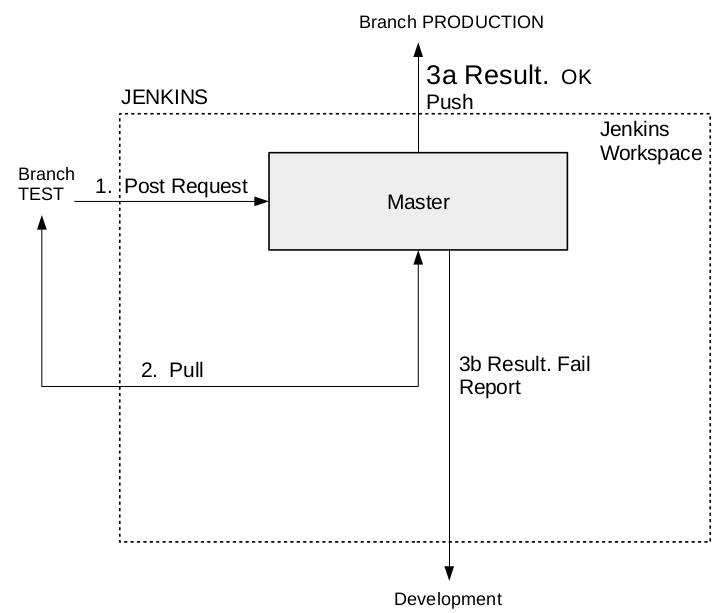 Branch PRODUCTION
3a Result. OK
Push
JENKINS
Jenkins
Workspace
Branch
TEST
1. Post Request
Master
2. Pull
3b Result. Fail
Report
Development